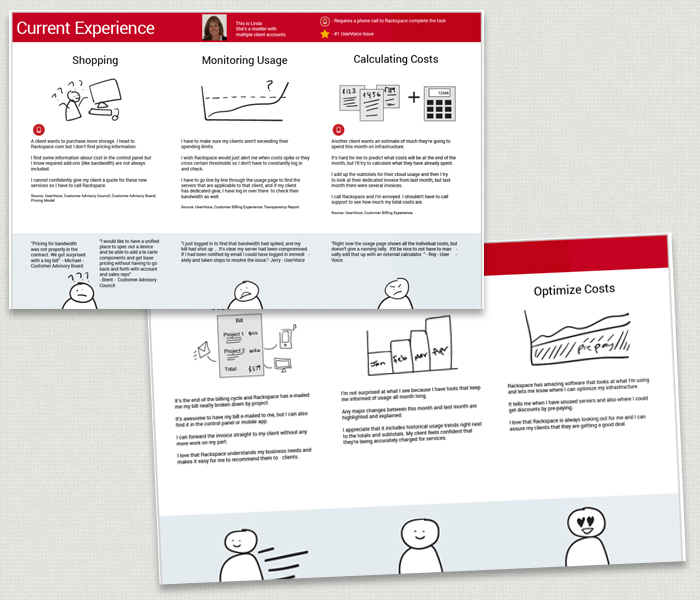 Current Experience
This is Linda
She's a reseller with
multiple client accounts.
- Requires a phone call to Rackspace complete the task
- #1 UserVoice Issue
Shopping
Monitoring Usage
Calculating Costs
? ? ? ?
?
$123
$456
$789
12345
A client wants to purchase more storage. I head to
Rackspace.com but I don't find pricing information.
I find some information about cost in the control panel but
I know required add-ons (like bandwidth) are not always
included.
I cannot confidently give my client a quote for these new
services so I have to call Rackspace.
Source: UserVoice, Customer Advisory Council, Customer Advisory Board,
Pricing Model
I have to make sure my clients aren't exceeding their
spending limits.
I wish Rackspace would just alert me when costs spike or they
cross certain thresholds so I don't have to constantly log in
and check.
I have to go line by line through the usage page to find the
servers that are applicable to that client, and if my client
has dedicated gear, I have log in over there to check their
bandwidth as well.
Source: UserVoice, Customer Billing Experience, Transparency Report
Another client wants an estimate of much they're going to
spend this month on infrastructure.
It's hard for me to predict what costs will be at the end of the
month, but I'll try to calculate what they have already spent.
I add up the subtotals for their cloud usage and then I try
to look at their dedicated invoice from last month, but last
month there were several invoices.
I call Rackspace and I'm annoyed. I shouldn't have to call
support to see how much my total costs are.
Source: UserVoice, Customer Billing Experience
"Pricing for bandwidth
was not properly in the
contract. We got surprised
with a big bill" - Michael -
Customer Advisory Board
"I would like to have a unified
place to spec out a device
and be able to add a la carte
components and get base
pricing without having to go
back and forth with account
and sales reps"
- Brent - Customer Advisory
Council
"I just logged in to find that bandwidth had spiked, and my
bill had shot up .. It's clear my server had been compromised.
If I had been notified by email I could have logged in immedi -
ately and taken steps to resolve the issue." - Jerry - UserVoice
"Right now the usage page shows all the individual costs, but
doesn't give a running tally. It'd be nice to not have to man -
ually add that up with an external calculator. " - Roy - User -
Voice
? ? ?
Optimize Costs
Bill
Project 1
Project 2
Total $579
Jan Feb Mar Apr
prepay
It's the end of the billing cycle and Rackspace has e-mailed
me my bill neatly broken down by project.
It's awesome to have my bill e-mailed to me, but I can also
find it in the control panel or mobile app.
I can forward the invoice straight to my client without any
more work on my part.
I love that Rackspace understands my business needs and
makes it easy for me to recommend them to clients.
I'm not surprised at what I see because I have tools that keep
me informed of usage all month long.
Any major changes between this month and last month are
highlighted and explained.
I appreciate that it includes historical usage trends right next
to the totals and subtotals. My client feels confident that
they're being accurately charged for services.
Rackspace has amazing software that looks at what I'm using
and lets me know where I can optimize my infrastructure.
It tells me when I have unused servers and also where I could
get discounts by pre-paying.
I love that Rackspace is always looking out for me and I can
assure my clients that they are getting a good deal.